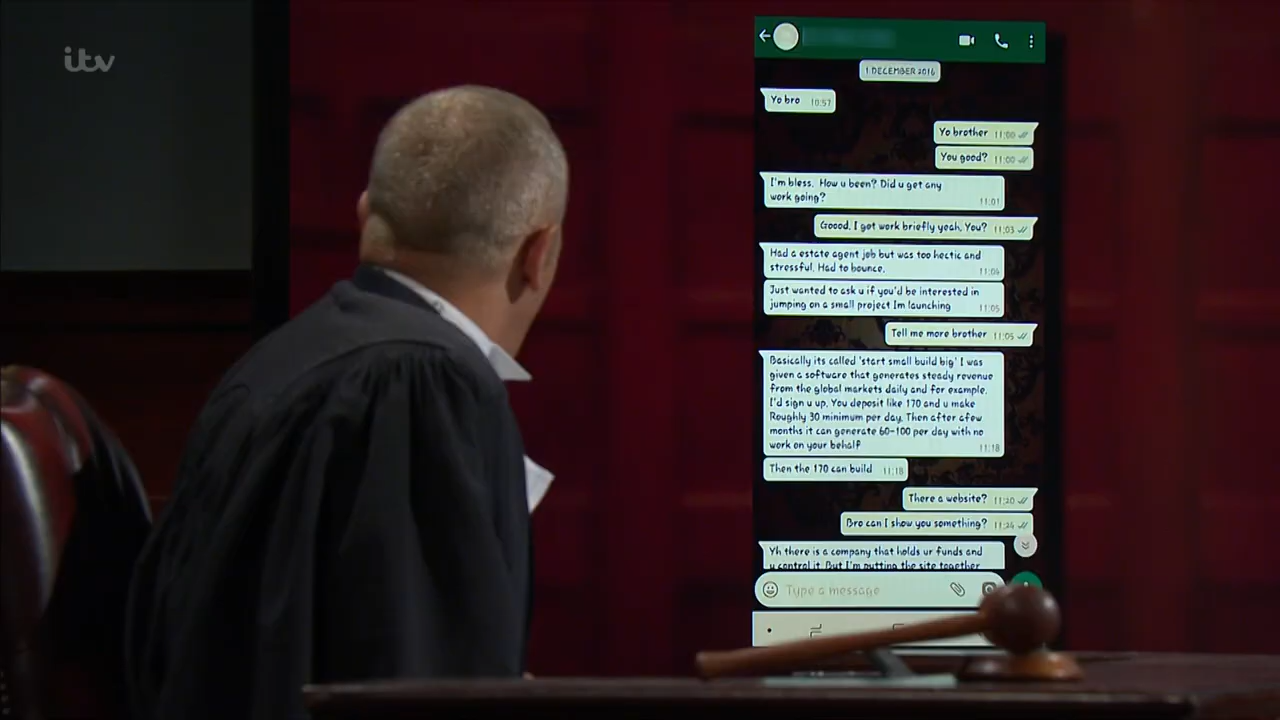 itv
1 DECEMBER 2016
Yo bro 10:57
Yo brother 11:00
You good? 11:00
I'm bless. How u been? Did u get any
work going? 11:01
Goood. I got work briefly yeah. You? 11:03
Had a estate agent job but was too hectic and
stressful. Had to bounce. 11:04
Just wanted to ask u if you'd be interested in
jumping on a small project Im launching 11:05
Tell me more brother 11:05
Basically its called 'start small build big' I was
given a software that generates steady revenue
from the global markets daily and for example.
I'd sign u up. You deposit like 170 and u make
Roughly 30 minimum per day. Then after afew
months it can generate 60-100 per day with no
work on your behalf 11:18
Then the 170 can build 11:18
There a website? 11:20
Bro can I show you something? 11:24
Yh there is a company that holds ur funds and
u control it. But I'm putting the site together
Type a message